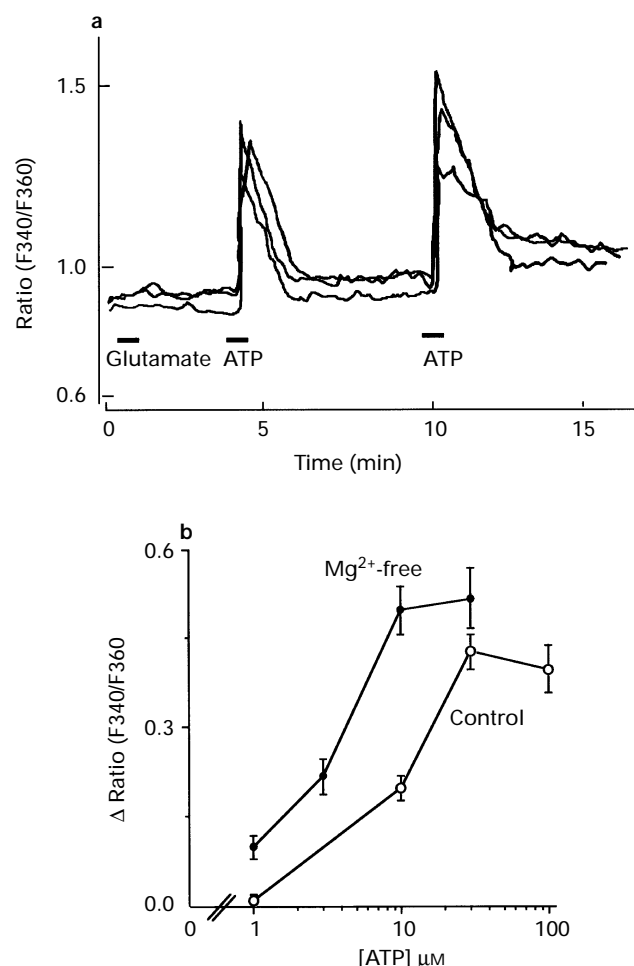 a
1.5
1.0
0.6
Ratio (F340/F360)
Glutamate ATP ATP
0 5 10 15
Time (min)
b
0.6
0.3
0.0
Δ Ratio (F340/F360)
Mg²⁺-free
Control
0 1 10 100
[ATP] μM